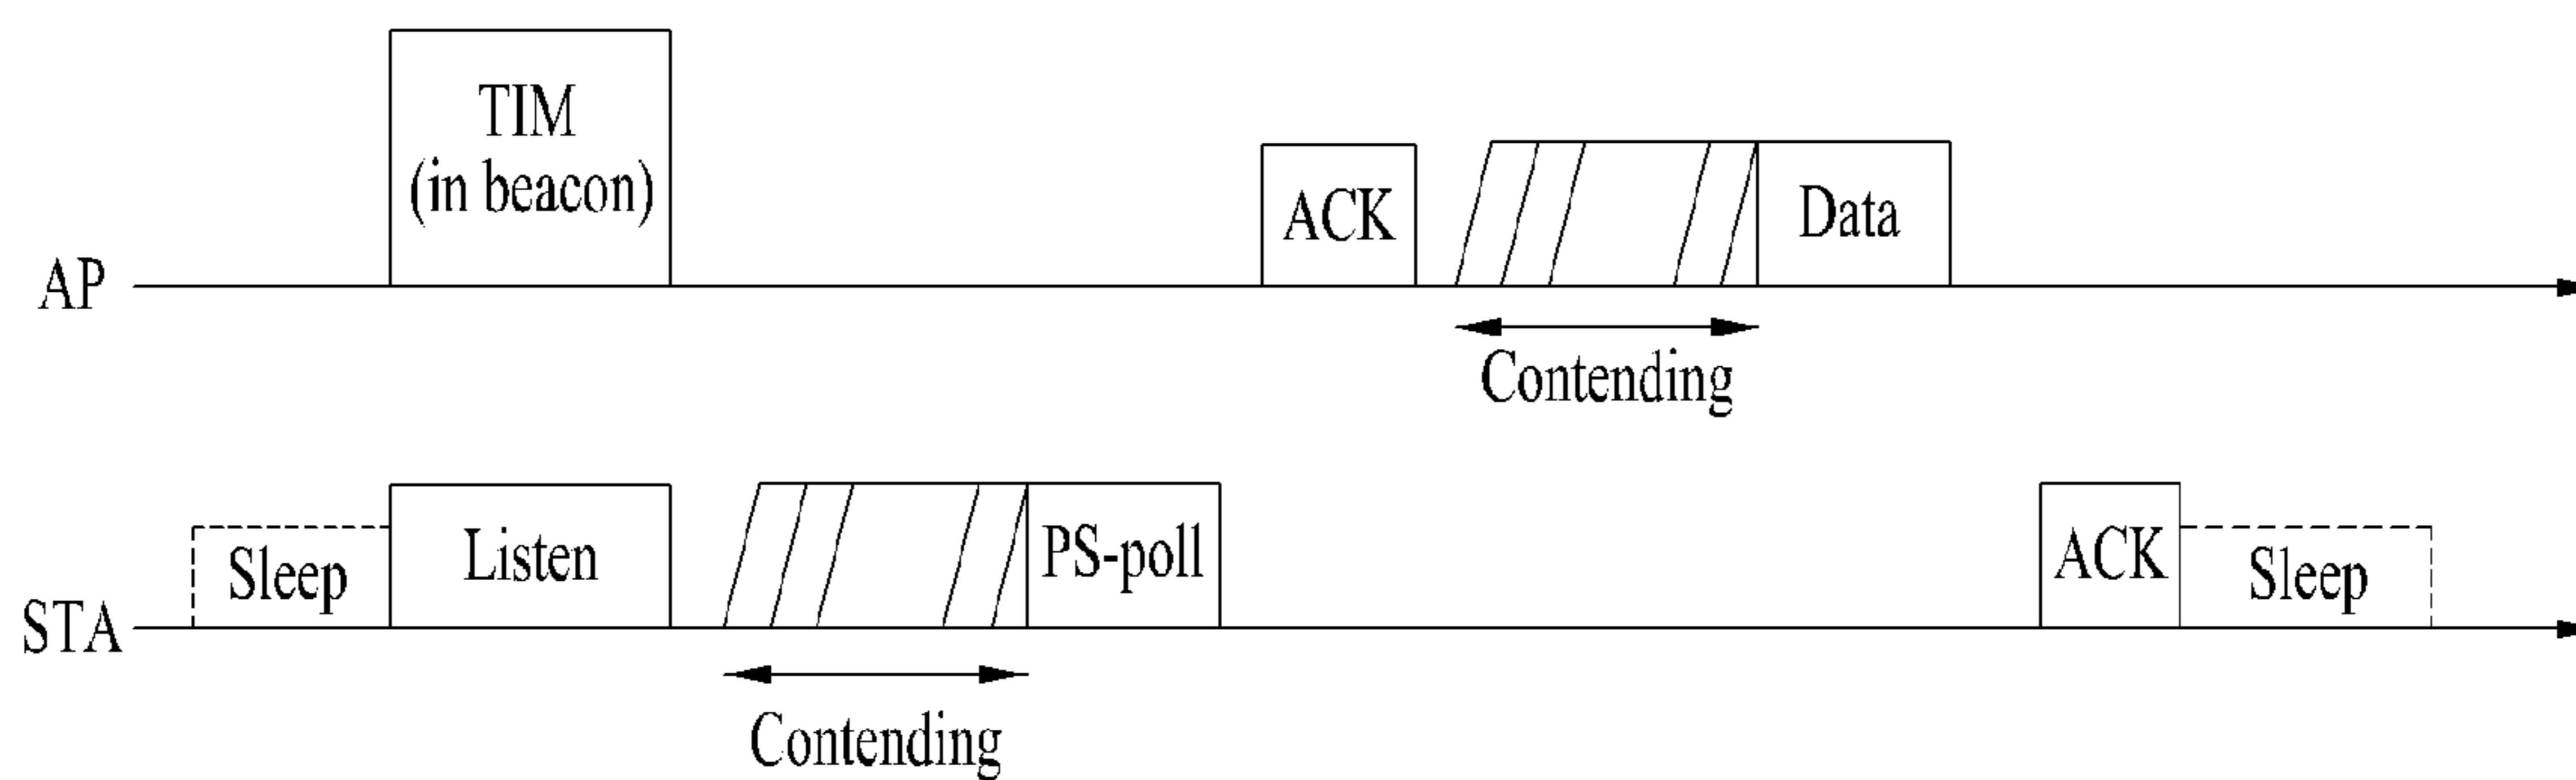 TIM
(in beacon)
ACK
Data
AP
Contending
Sleep
Listen
PS-poll
ACK
Sleep
STA
Contending